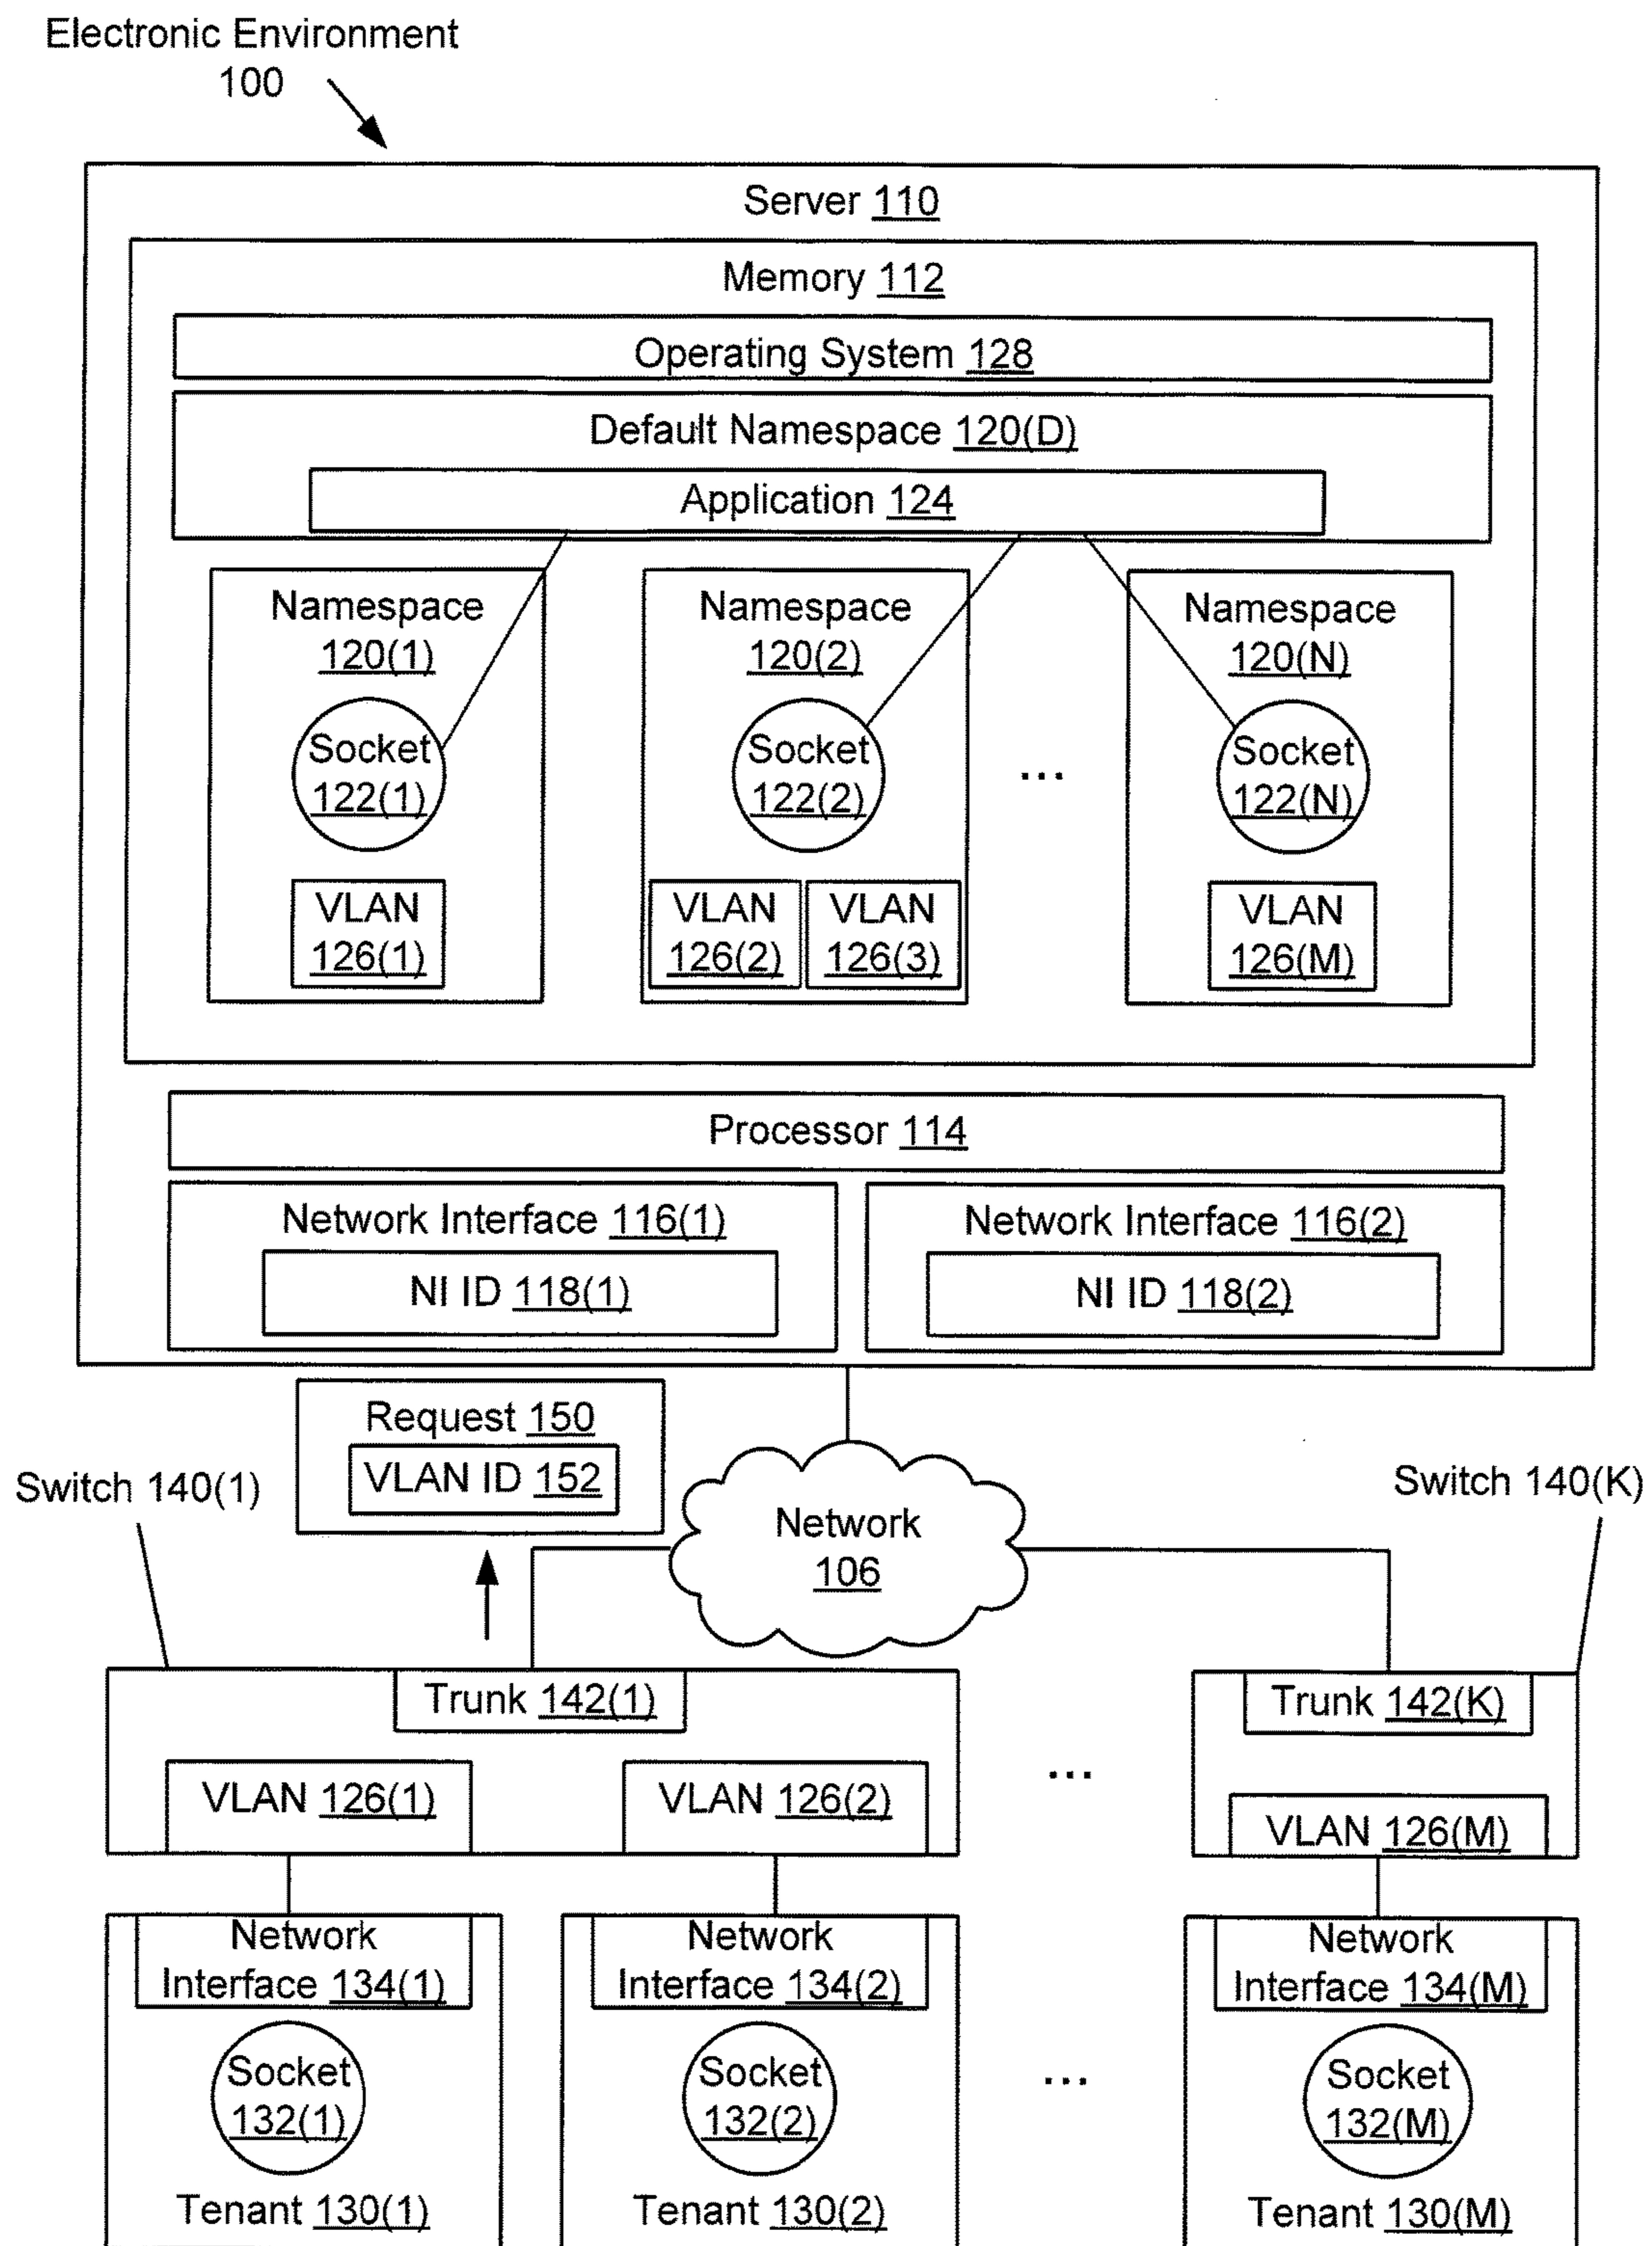 Electronic Environment
100
Server 110
Memory 112
Operating System 128
Default Namespace 120(D)
Application 124
Namespace
120(1)
Socket
122(1)
VLAN
126(1)
Namespace
120(2)
Socket
122(2)
VLAN
126(2)
VLAN
126(3)
...
Namespace
120(N)
Socket
122(N)
VLAN
126(M)
Processor 114
Network Interface 116(1)
NI ID 118(1)
Network Interface 116(2)
NI ID 118(2)
Request 150
VLAN ID 152
Switch 140(1)
Network
106
Switch 140(K)
Trunk 142(1)
VLAN 126(1)
VLAN 126(2)
...
Trunk 142(K)
VLAN 126(M)
Network
Interface 134(1)
Socket
132(1)
Tenant 130(1)
Network
Interface 134(2)
Socket
132(2)
Tenant 130(2)
...
Network
Interface 134(M)
Socket
132(M)
Tenant 130(M)